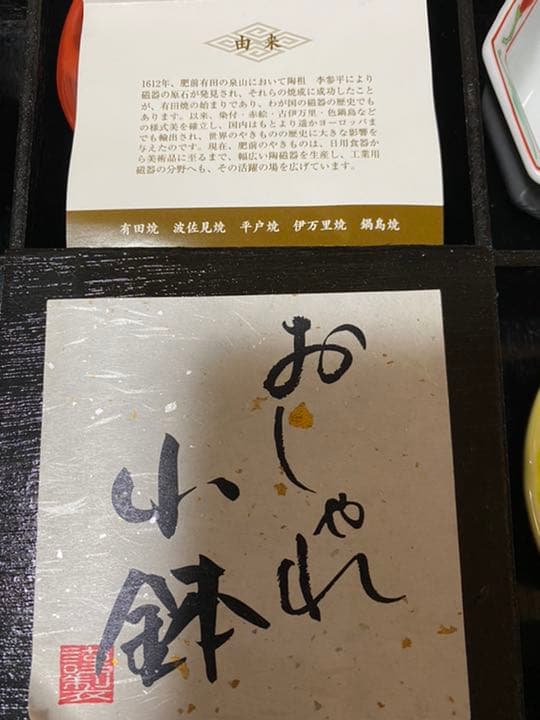 由来
1612年、肥前有田の泉山において陶祖　李参平により
磁器の原石が発見され、それらの焼成に成功したこと
が、有田焼の始まりであり、わが国の磁器の歴史でも
あります。以来、染付・赤絵・古伊万里・色鍋島などな
の様式美を確立し、国内はもとより遥かヨーロッパま
でも輸出され、世界のやきものの歴史に大きな影響を
与えたのです。現在、肥前のやきものは、日用食器か
ら美術品に至るまで、幅広い陶磁器を生産し、工業用
磁器の分野へも、その活躍の場を広げています。
有田焼　波佐見焼　平戸焼　伊万里焼　鍋島焼
おしゃれ
小鉢
謹製